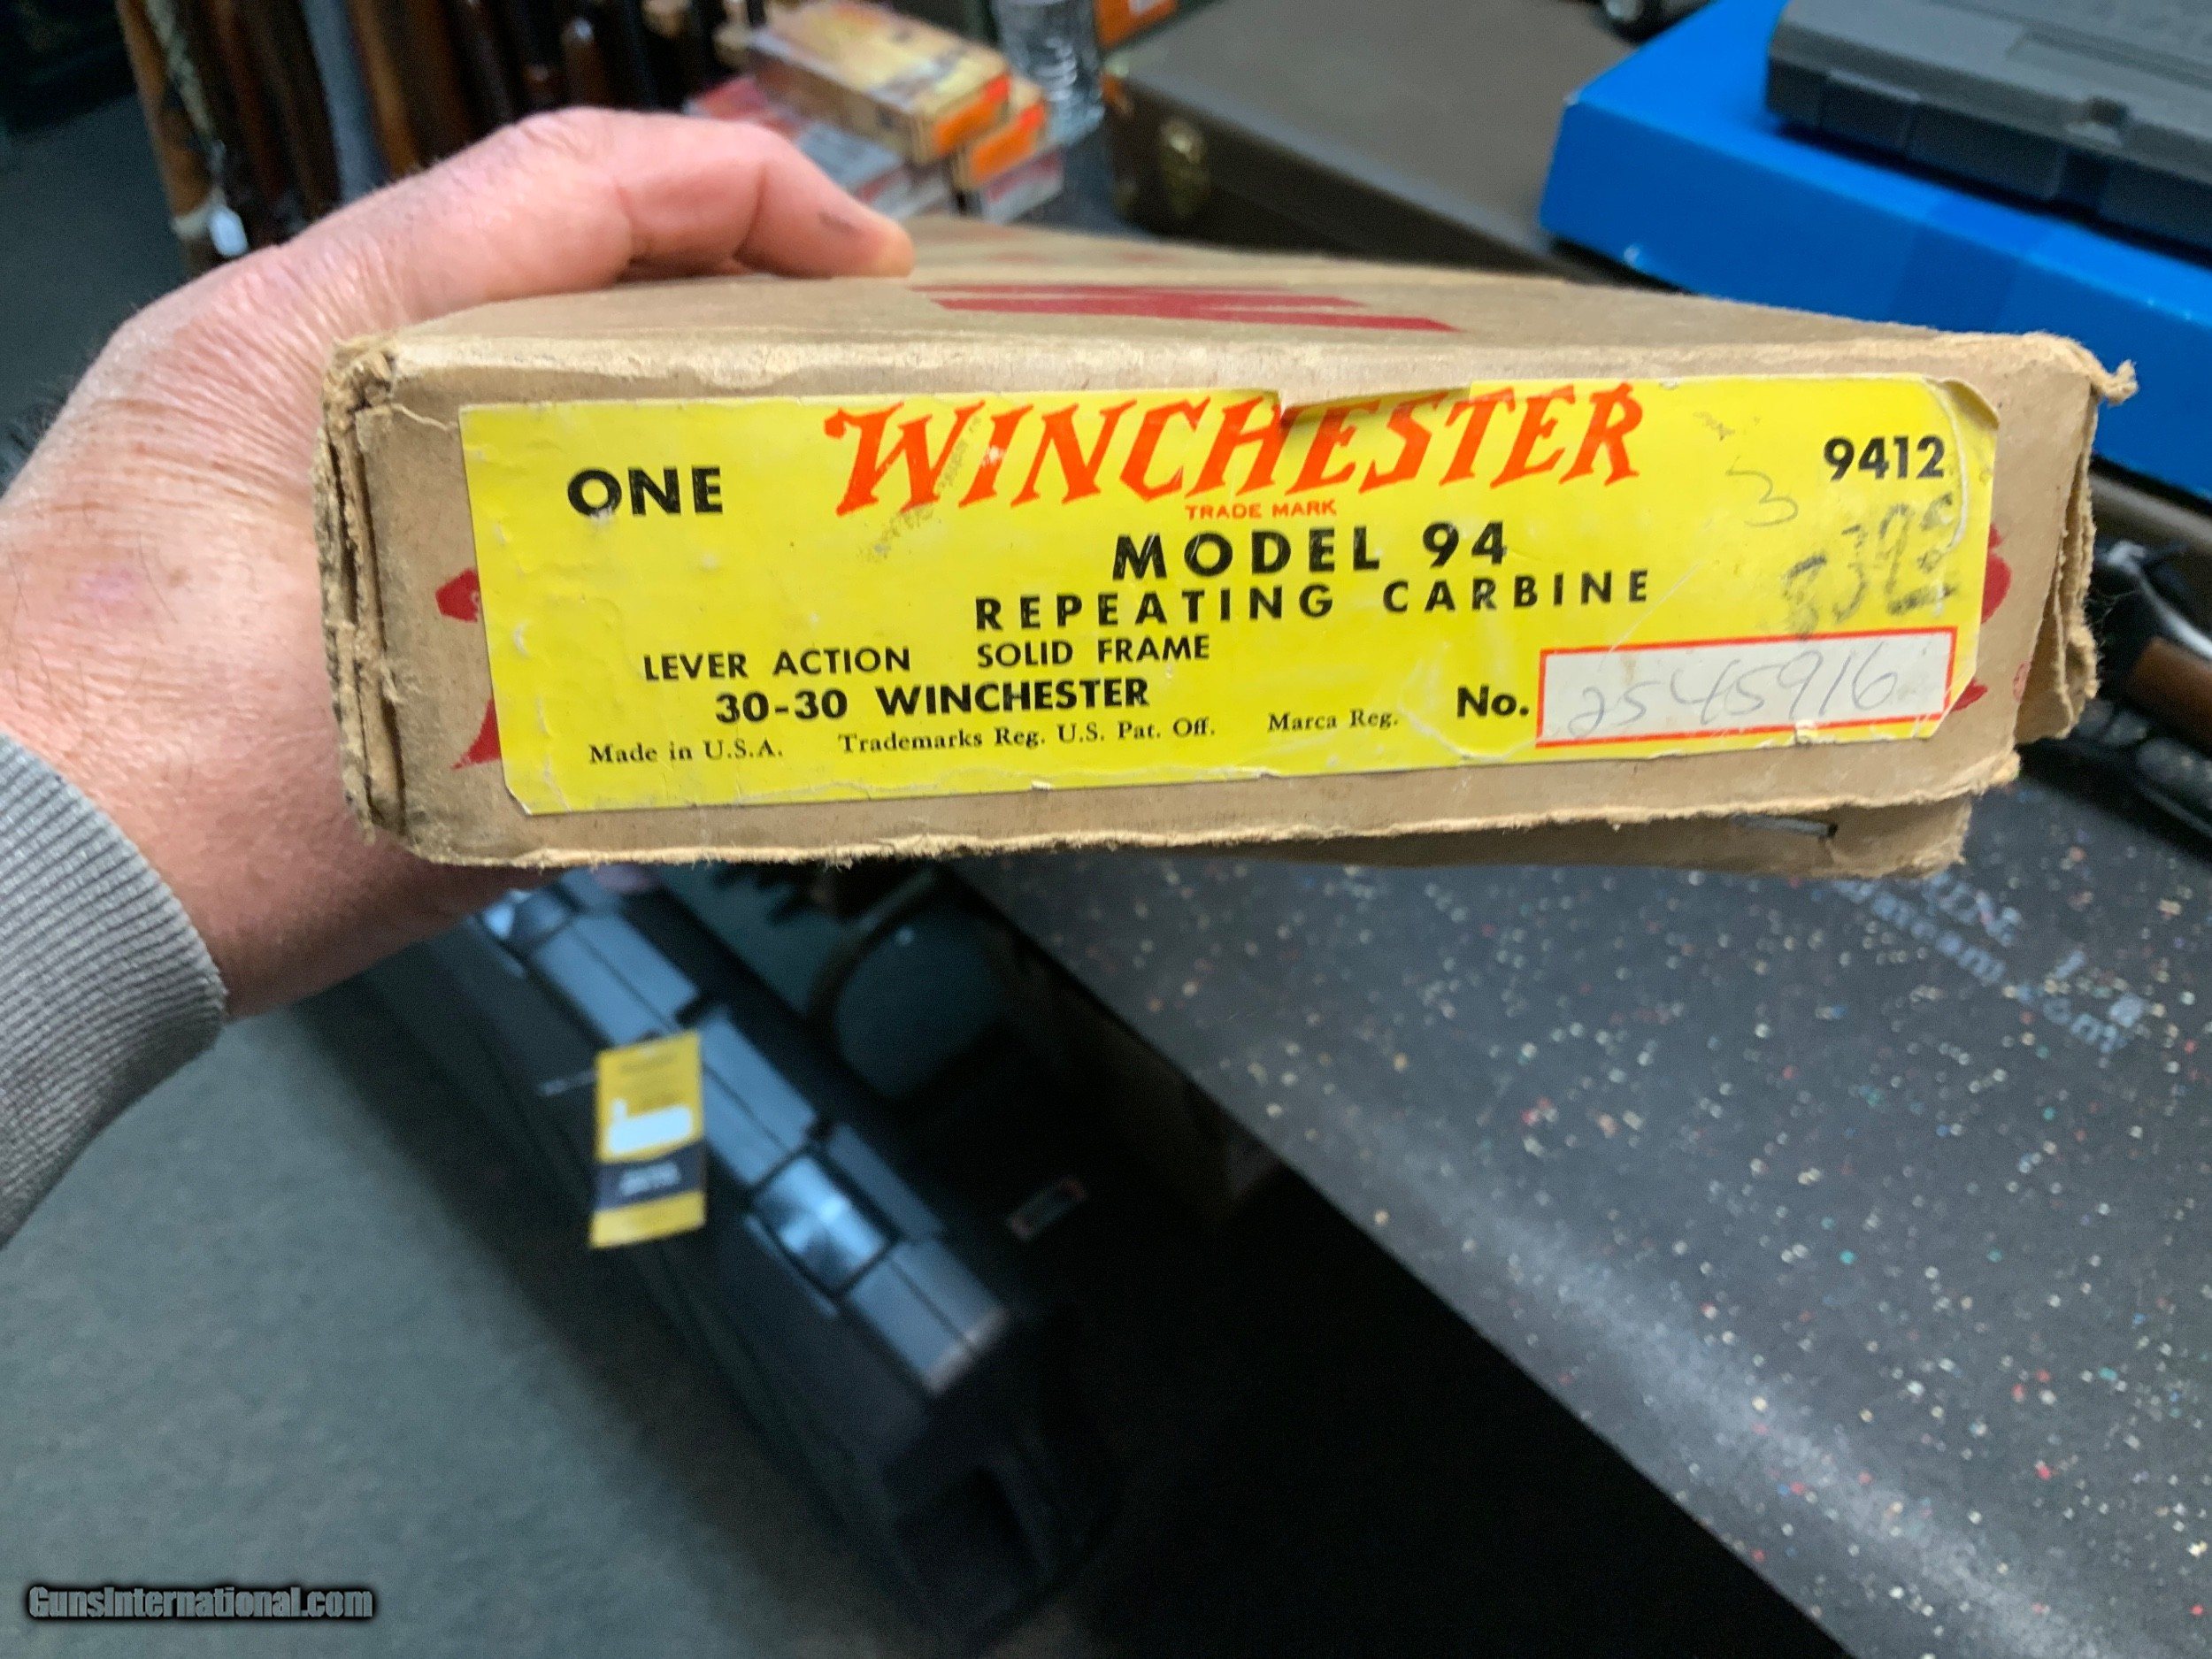 ONE
WINCHESTER
9412
TRADE MARK
3
MODEL 94
REPEATING CARBINE
LEVER ACTION SOLID FRAME
30-30 WINCHESTER
No. 2545916
Made in U.S.A. Trademarks Reg. U.S. Pat. Off. Marca Reg.
GunsInternational.com